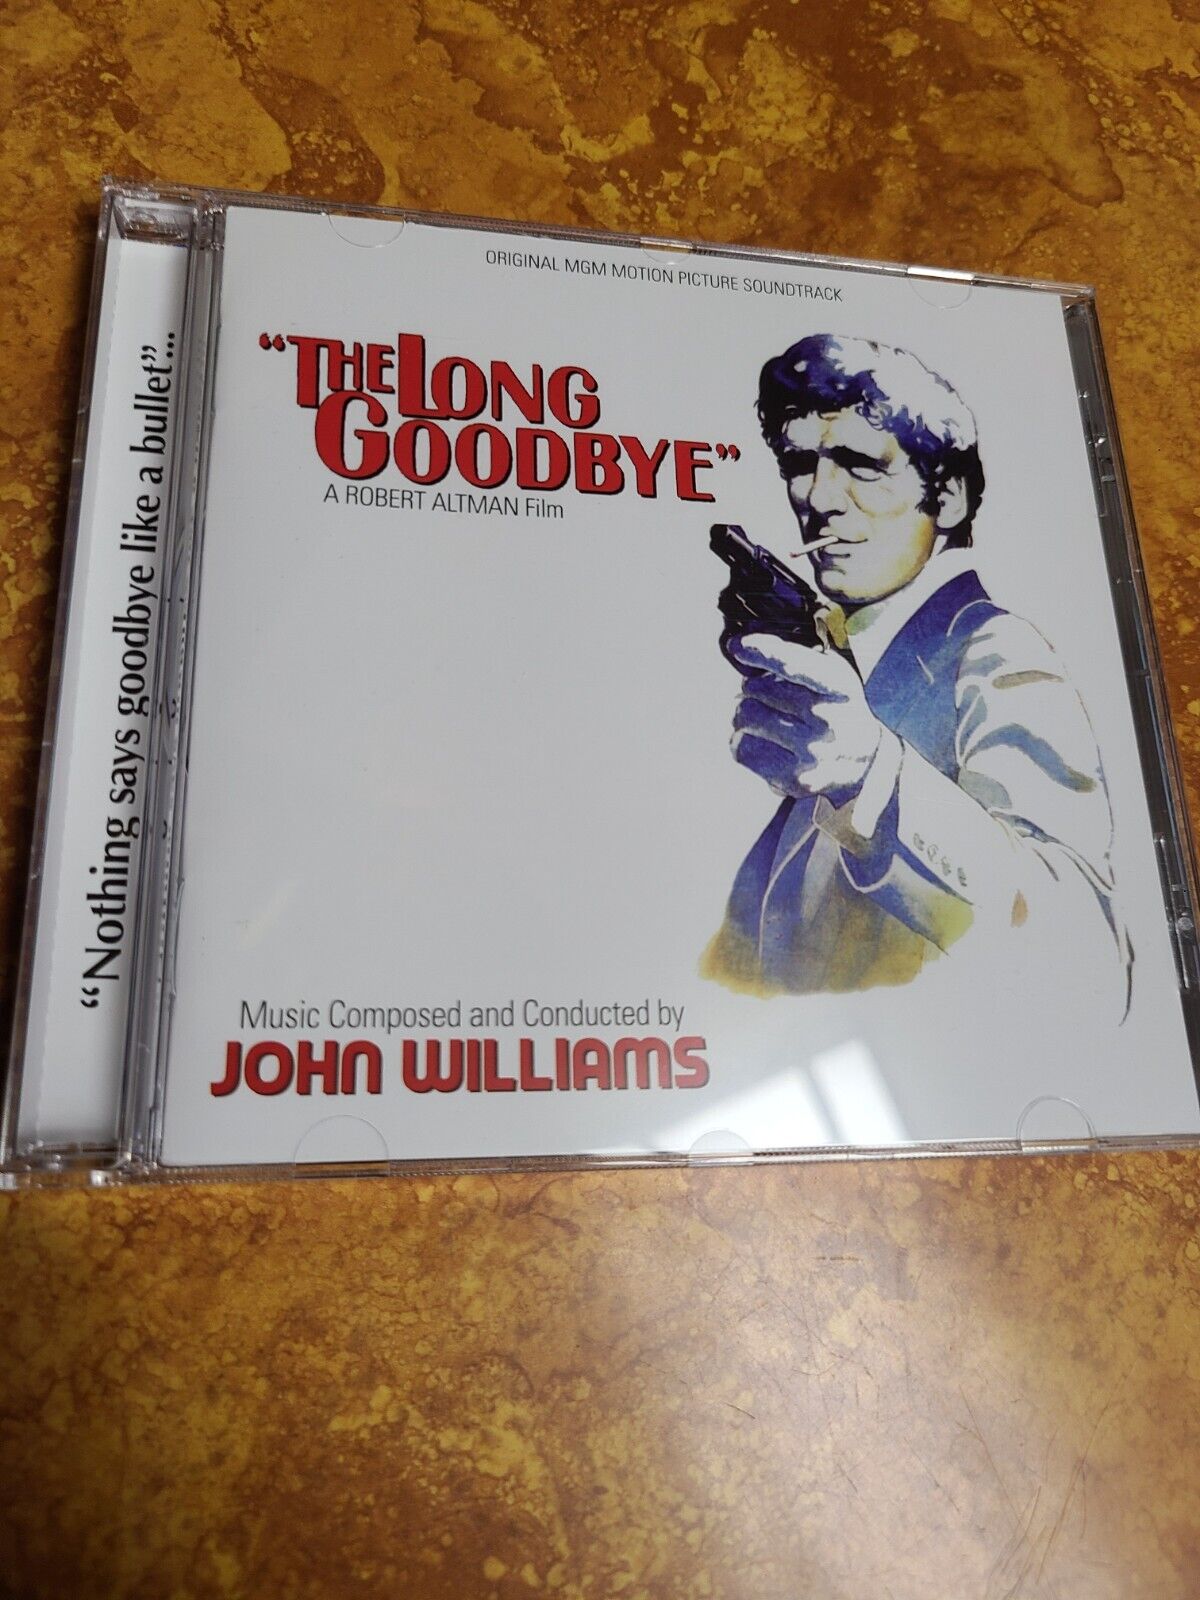 ORIGINAL MGM MOTION PICTURE SOUNDTRACK
“THE LONG
GOODBYE”
A ROBERT ALTMAN Film
Music Composed and Conducted by
JOHN WILLIAMS
“Nothing says goodbye like a bullet”...